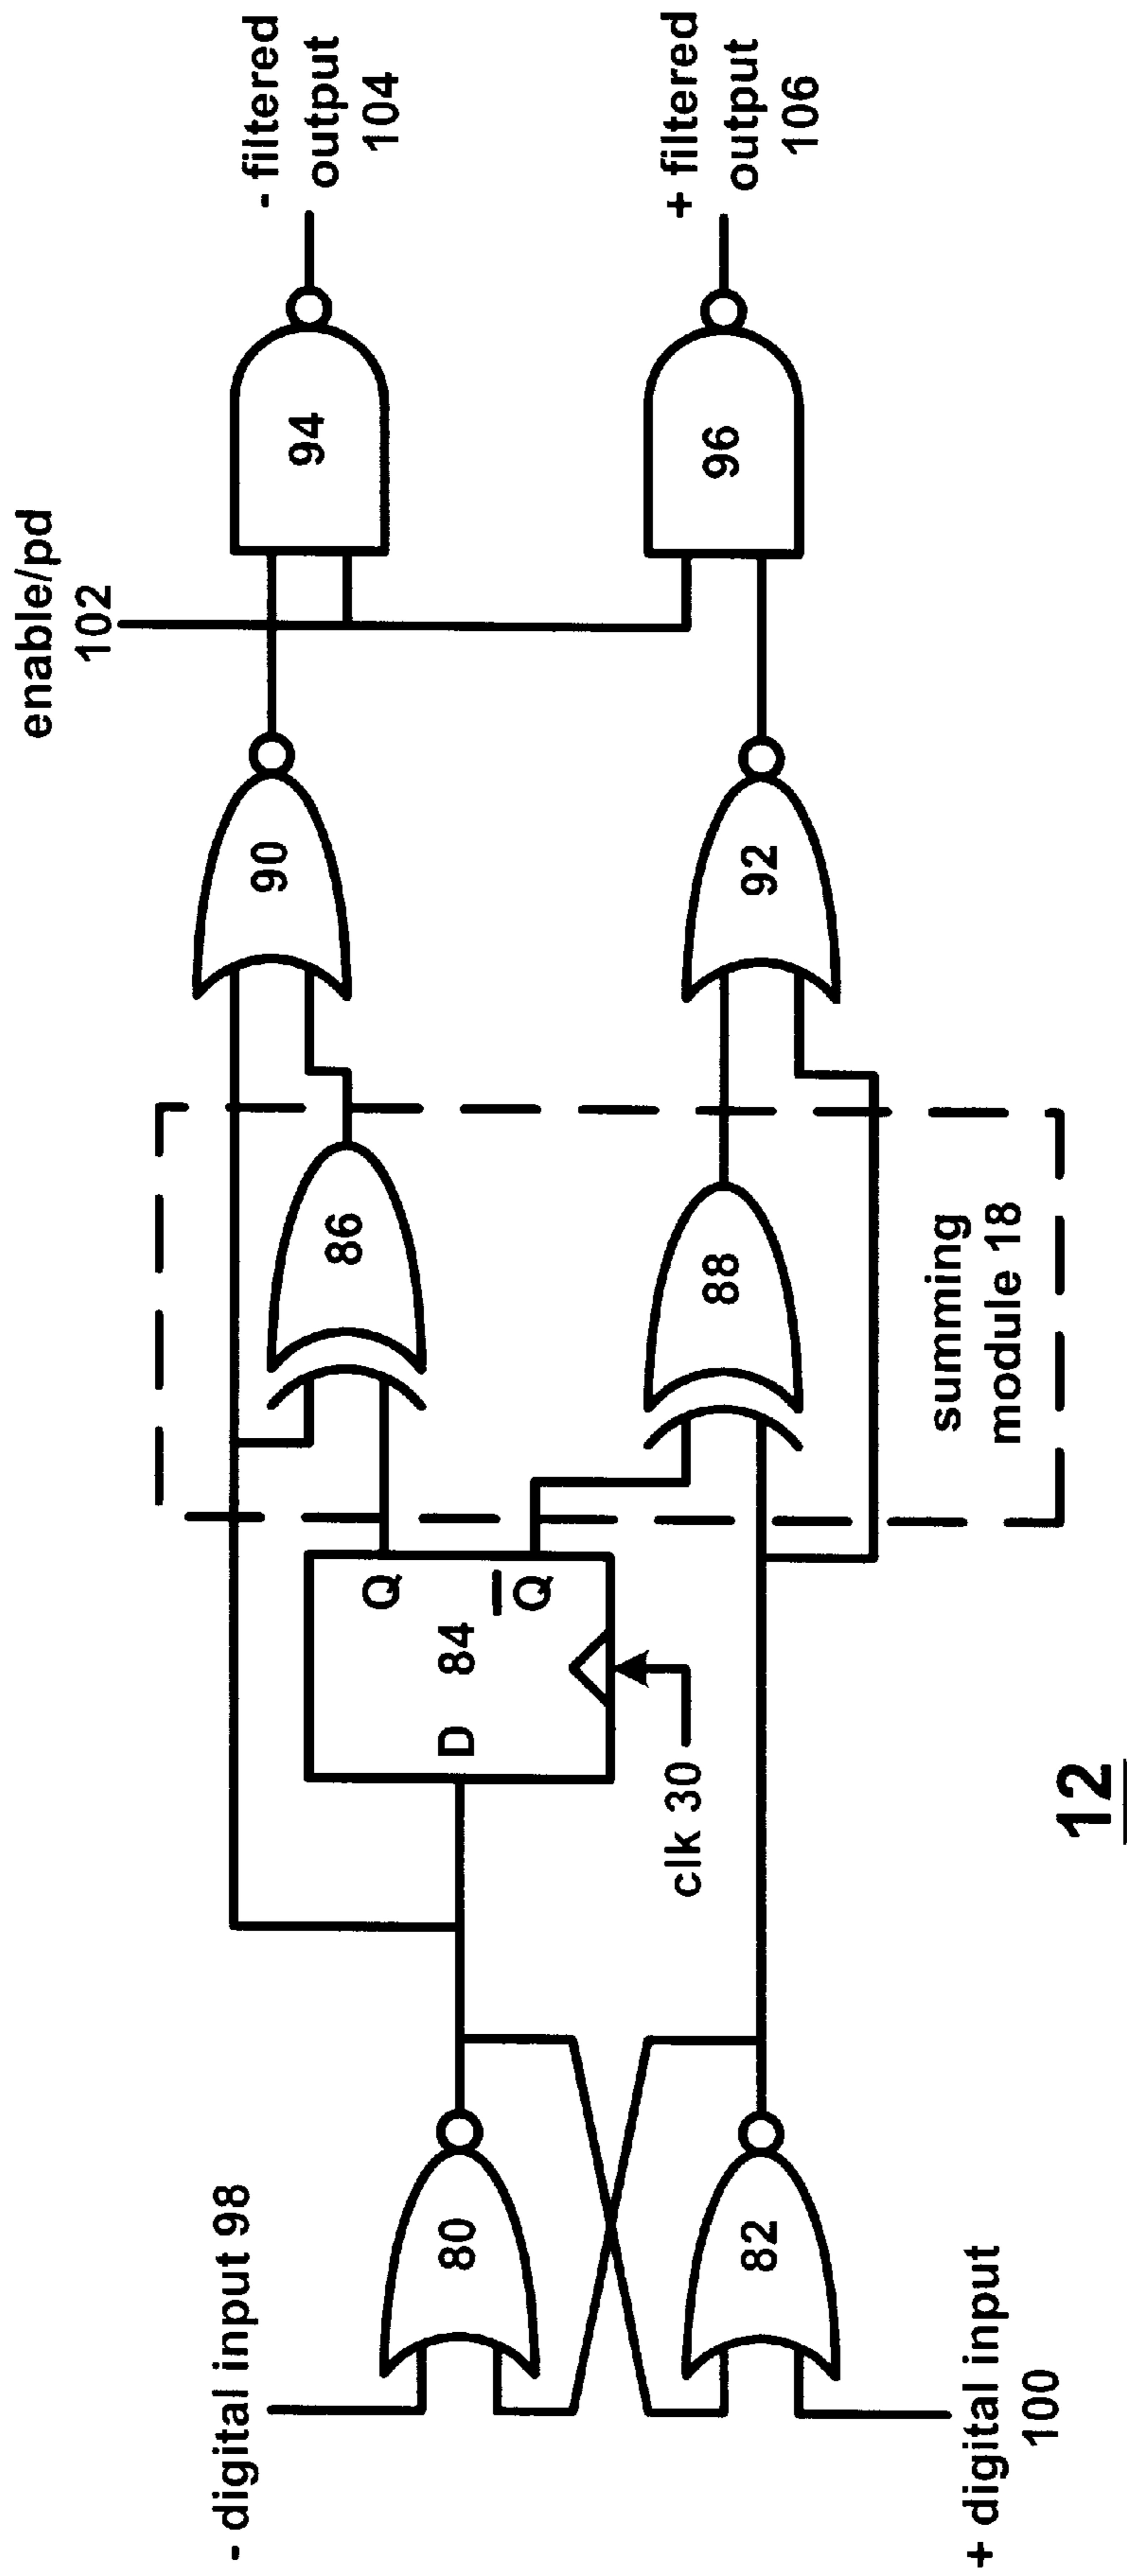 enable/pd
102
- filtered
output
104
+ filtered
output
106
94
96
90
92
86
88
summing
module 18
Q
Q
84
D
clk 30
80
82
- digital input 98
+ digital input
100
12